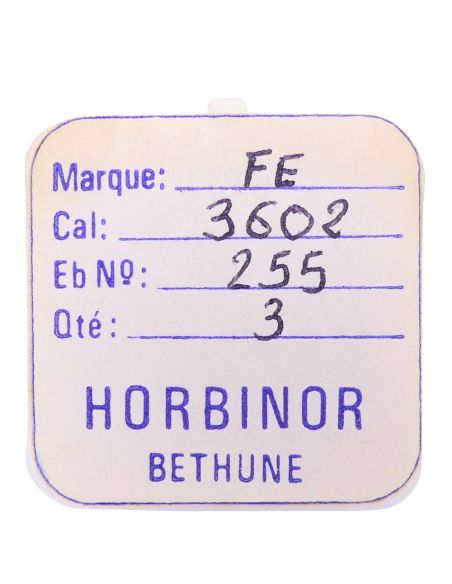 Marque: FE
Cal: 3602
Eb Nº: 255
Qté: 3
HORBINOR
BETHUNE